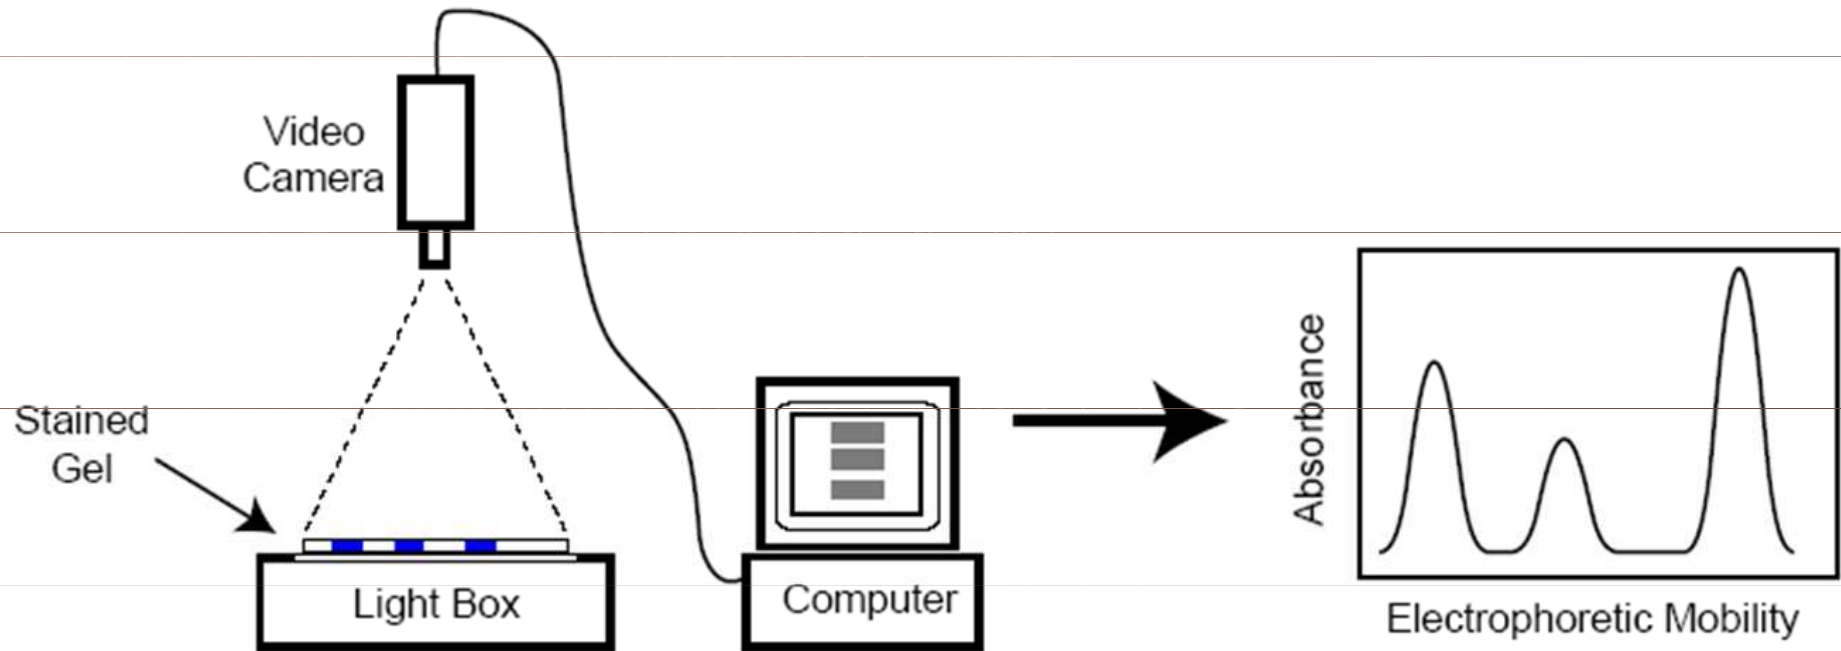 Video
Camera
Stained
Gel
Light Box
Computer
Absorbance
Electrophoretic Mobility